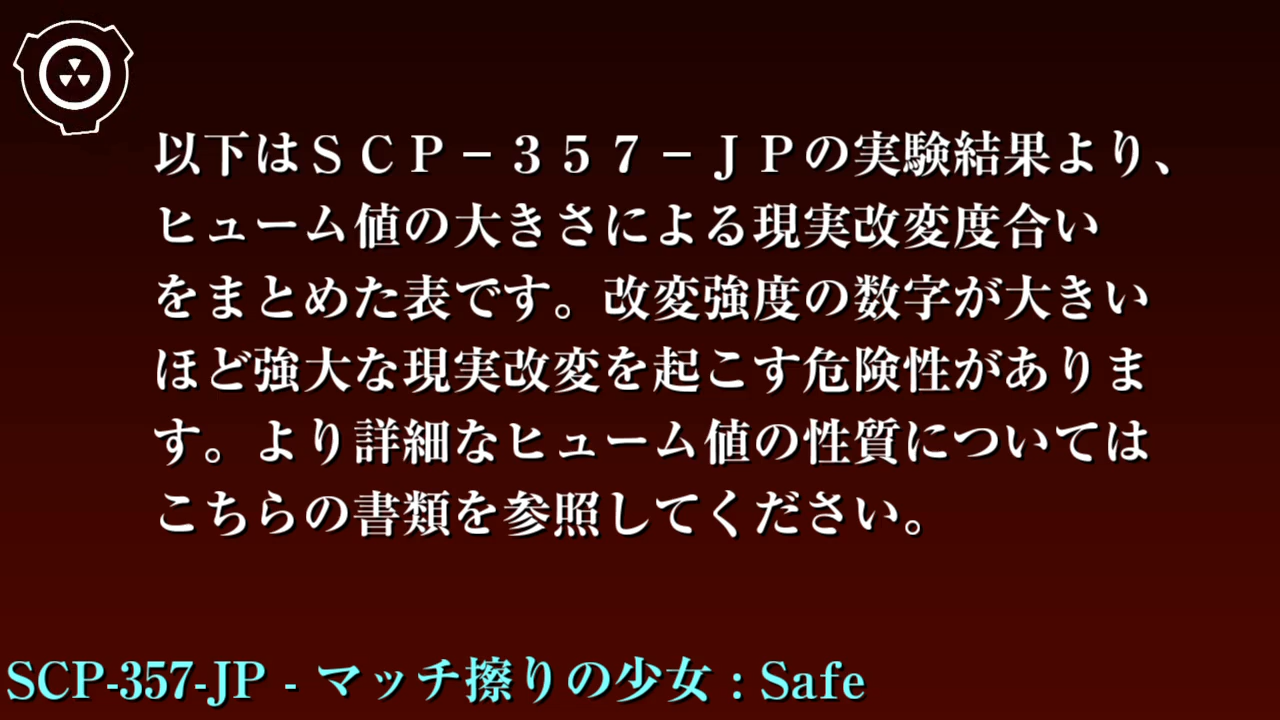 以下はＳＣＰ－３５７－ＪＰの実験結果より、
ヒューム値の大きさによる現実改変度合い
をまとめた表です。改変強度の数字が大きい
ほど強大な現実改変を起こす危険性がありま
す。より詳細なヒューム値の性質については
こちらの書類を参照してください。
SCP-357-JP - マッチ擦りの少女 : Safe